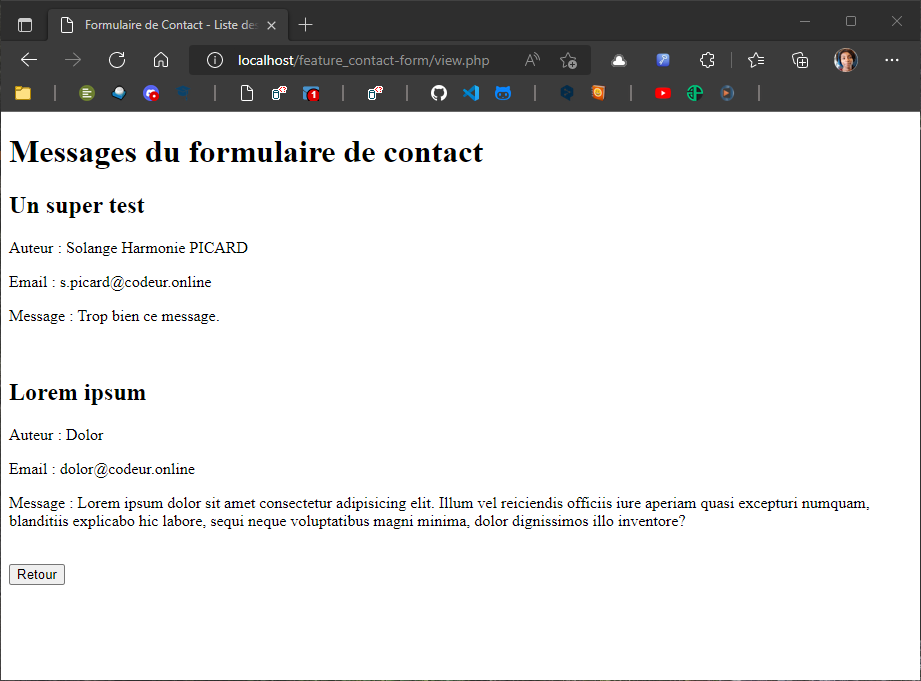 Formulaire de Contact - Liste des
localhost/feature_contact-form/view.php
1
Messages du formulaire de contact
Un super test
Auteur : Solange Harmonie PICARD
Email : s.picard@codeur.online
Message : Trop bien ce message.
Lorem ipsum
Auteur : Dolor
Email : dolor@codeur.online
Message : Lorem ipsum dolor sit amet consectetur adipisicing elit. Illum vel reiciendis officiis iure aperiam quasi excepturi numquam,
blanditiis explicabo hic labore, sequi neque voluptatibus magni minima, dolor dignissimos illo inventore?
Retour